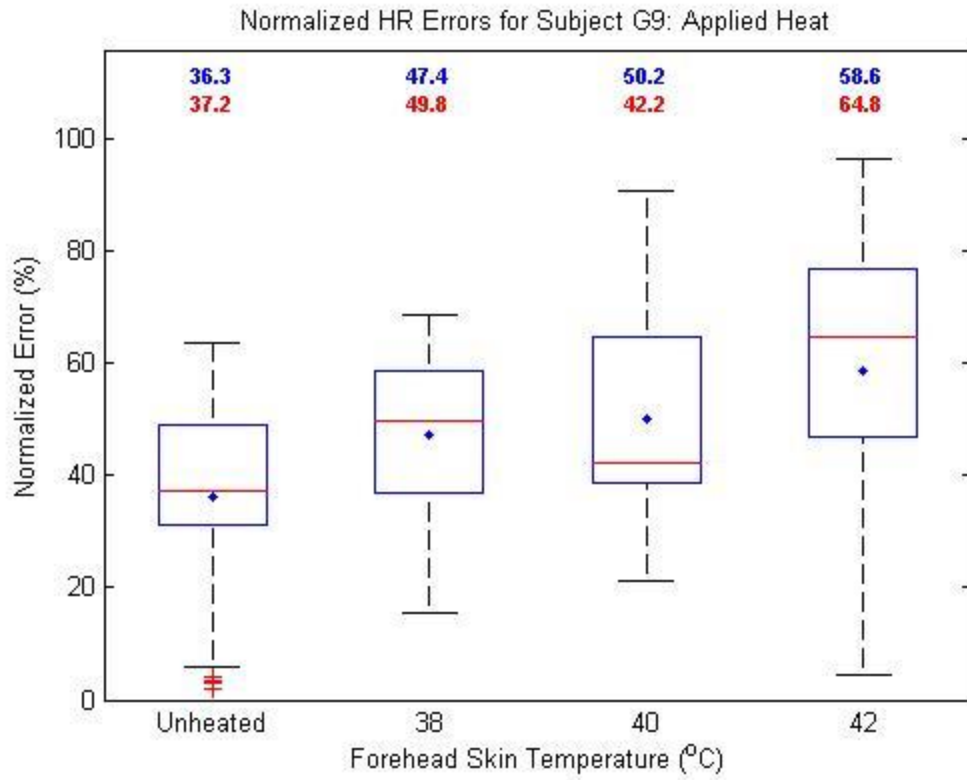 Normalized HR Errors for Subject G9: Applied Heat
36.3 47.4 50.2 58.6
37.2 49.8 42.2 64.8
100
80
60
40
20
0
Normalized Error (%)
Unheated 38 40 42
Forehead Skin Temperature (°C)